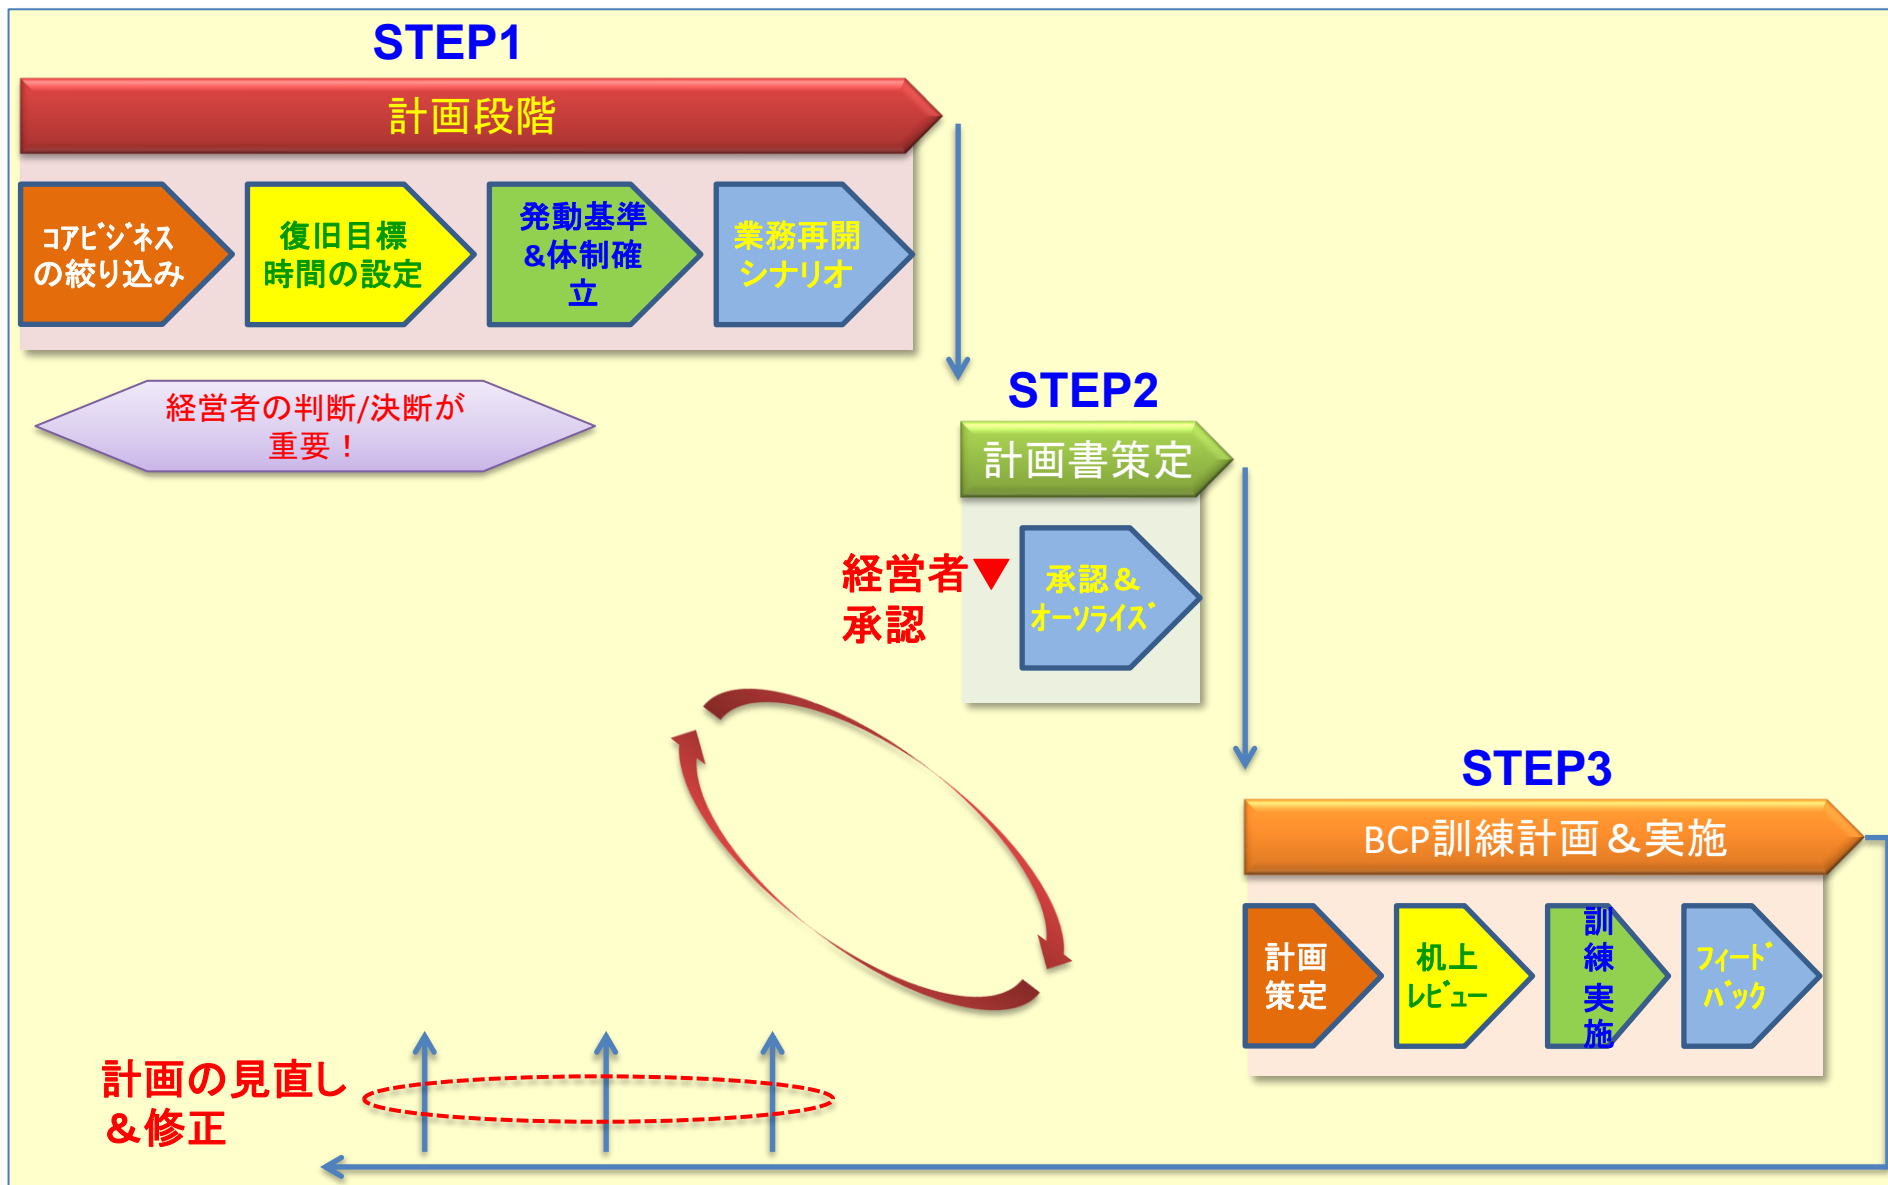 STEP1
計画段階
コアビジネス
の絞り込み
復旧目標
時間の設定
発動基準
&体制確
立
業務再開
シナリオ
経営者の判断/決断が
重要！
STEP2
計画書策定
経営者▼
承認
承認＆
オーソライズ
STEP3
BCP訓練計画＆実施
計画
策定
机上
レビュー
訓
練
実
施
フィード
バック
計画の見直し
＆修正